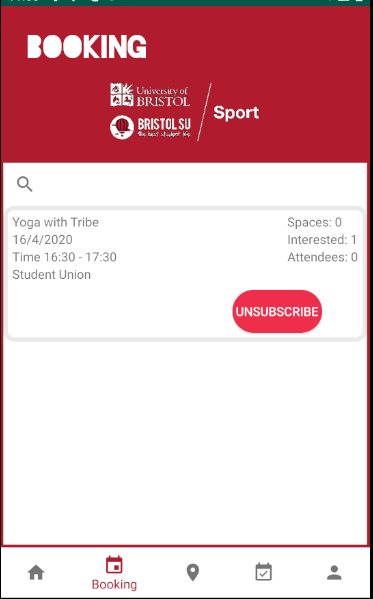 BOOKING
University of
BRISTOL
BRISTOL SU
the best student life
Sport
Yoga with Tribe
16/4/2020
Time 16:30 - 17:30
Student Union
Spaces: 0
Interested: 1
Attendees: 0
UNSUBSCRIBE
Booking